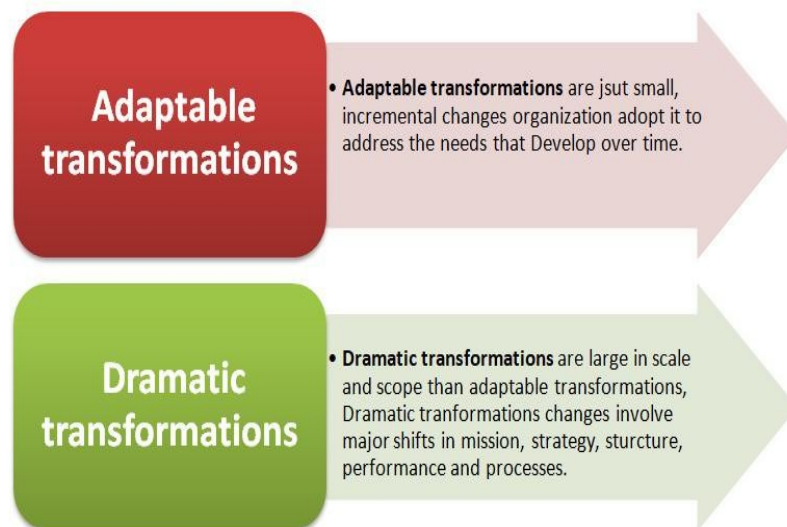 Adaptable
transformations
• Adaptable transformations are jsut small,
incremental changes organization adopt it to
address the needs that Develop over time.
Dramatic
transformations
• Dramatic transformations are large in scale
and scope than adaptable transformations,
Dramatic tranformations changes involve
major shifts in mission, strategy, sturcture,
performance and processes.